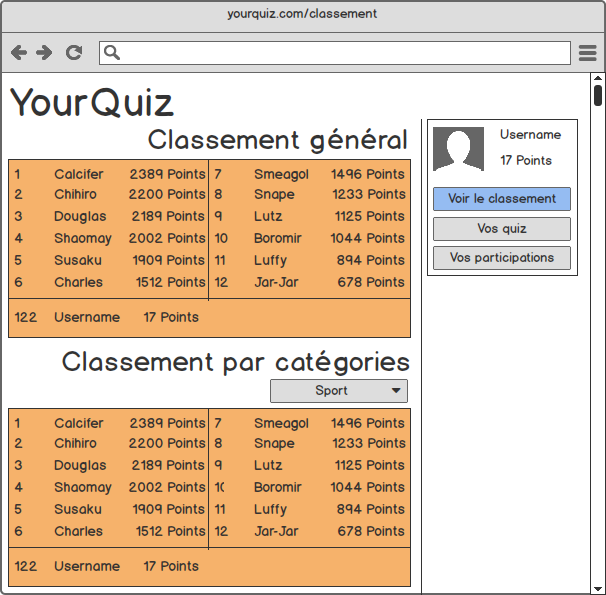 yourquiz.com/classement
YourQuiz
Classement général
1 Calcifer 2389 Points 7 Smeagol 1496 Points
2 Chihiro 2200 Points 8 Snape 1233 Points
3 Douglas 2189 Points 9 Lutz 1125 Points
4 Shaomay 2002 Points 10 Boromir 1044 Points
5 Susaku 1909 Points 11 Luffy 894 Points
6 Charles 1512 Points 12 Jar-Jar 678 Points
122 Username 17 Points
Classement par catégories
Sport
1 Calcifer 2389 Points 7 Smeagol 1496 Points
2 Chihiro 2200 Points 8 Snape 1233 Points
3 Douglas 2189 Points 9 Lutz 1125 Points
4 Shaomay 2002 Points 10 Boromir 1044 Points
5 Susaku 1909 Points 11 Luffy 894 Points
6 Charles 1512 Points 12 Jar-Jar 678 Points
122 Username 17 Points
Username
17 Points
Voir le classement
Vos quiz
Vos participations